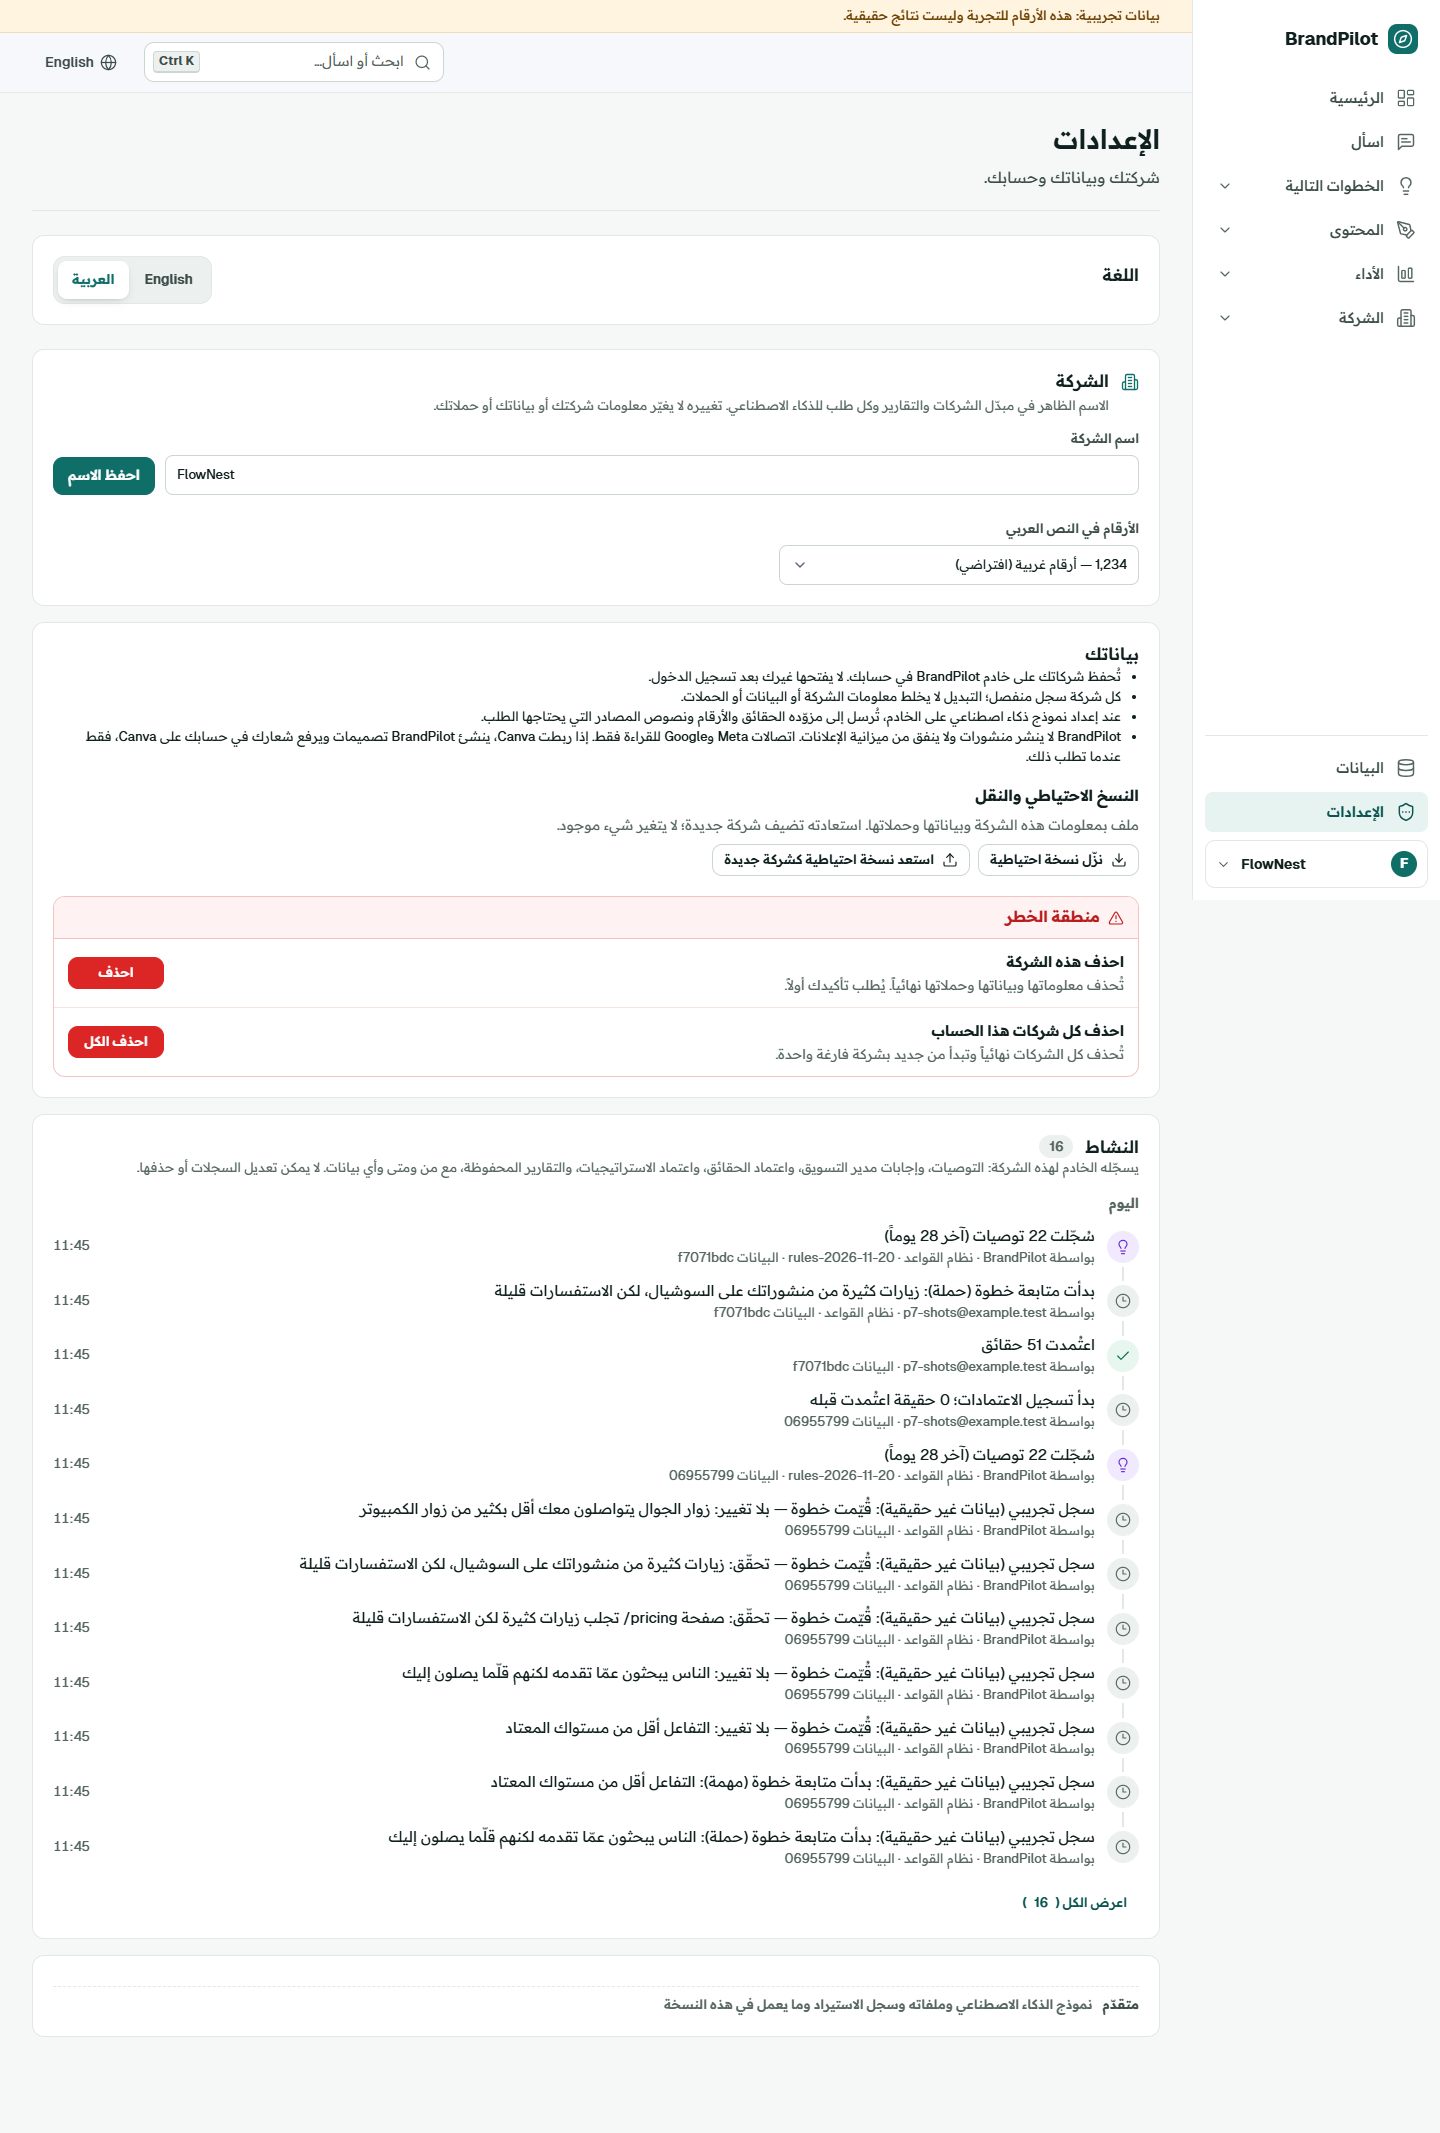 بيانات تجريبية: هذه الأرقام للتجربة وليست نتائج حقيقية.
BrandPilot
الرئيسية
اسأل
الخطوات التالية
المحتوى
الأداء
الشركة
البيانات
الإعدادات
F FlowNest
ابحث أو اسأل...
Ctrl K
English
الإعدادات
شركتك وبياناتك وحسابك.
اللغة
English
العربية
الشركة
الاسم الظاهر في مبدّل الشركات والتقارير وكل طلب للذكاء الاصطناعي. تغييره لا يغيّر معلومات شركتك أو بياناتك أو حملاتك.
اسم الشركة
FlowNest
احفظ الاسم
الأرقام في النص العربي
1,234 — أرقام غربية (افتراضي)
بياناتك
• تُحفظ شركاتك على خادم BrandPilot في حسابك. لا يفتحها غيرك بعد تسجيل الدخول.
• كل شركة سجل منفصل؛ التبديل لا يخلط معلومات الشركة أو البيانات أو الحملات.
• عند إعداد نموذج ذكاء اصطناعي على الخادم، تُرسل إلى مزوّده الحقائق والأرقام ونصوص المصادر التي يحتاجها الطلب.
• BrandPilot لا ينشر منشورات ولا ينفق من ميزانية الإعلانات. اتصالات Meta وGoogle للقراءة فقط. إذا ربطت Canva، ينشئ BrandPilot تصميمات ويرفع شعارك في حسابك على Canva، فقط
عندما تطلب ذلك.
النسخ الاحتياطي والنقل
ملف بمعلومات هذه الشركة وبياناتها وحملاتها. استعادته تضيف شركة جديدة؛ لا يتغير شيء موجود.
نزّل نسخة احتياطية
استعد نسخة احتياطية كشركة جديدة
منطقة الخطر
احذف هذه الشركة
تُحذف معلوماتها وبياناتها وحملاتها نهائياً. يُطلب تأكيدك أولاً.
احذف
احذف كل شركات هذا الحساب
تُحذف كل الشركات نهائياً وتبدأ من جديد بشركة فارغة واحدة.
احذف الكل
النشاط 16
يسجّله الخادم لهذه الشركة: التوصيات، وإجابات مدير التسويق، واعتماد الحقائق، واعتماد الاستراتيجيات، والتقارير المحفوظة، مع من ومتى وأي بيانات. لا يمكن تعديل السجلات أو حذفها.
اليوم
سُجّلت 22 توصيات (آخر 28 يوماً)
11:45
بواسطة BrandPilot · نظام القواعد · rules-2026-11-20 · البيانات f7071bdc
بدأت متابعة خطوة (حملة): زيارات كثيرة من منشوراتك على السوشيال، لكن الاستفسارات قليلة
11:45
بواسطة p7-shots@example.test · نظام القواعد · البيانات f7071bdc
اعتُمدت 51 حقائق
11:45
بواسطة p7-shots@example.test · البيانات f7071bdc
بدأ تسجيل الاعتمادات؛ 0 حقيقة اعتُمدت قبله
11:45
بواسطة p7-shots@example.test · البيانات 06955799
سُجّلت 22 توصيات (آخر 28 يوماً)
11:45
بواسطة BrandPilot · نظام القواعد · rules-2026-11-20 · البيانات 06955799
سجل تجريبي (بيانات غير حقيقية): قُيّمت خطوة — بلا تغيير: زوار الجوال يتواصلون معك أقل بكثير من زوار الكمبيوتر
11:45
بواسطة BrandPilot · نظام القواعد · البيانات 06955799
سجل تجريبي (بيانات غير حقيقية): قُيّمت خطوة — تحقّق: زيارات كثيرة من منشوراتك على السوشيال، لكن الاستفسارات قليلة
11:45
بواسطة BrandPilot · نظام القواعد · البيانات 06955799
سجل تجريبي (بيانات غير حقيقية): قُيّمت خطوة — تحقّق: صفحة /pricing تجلب زيارات كثيرة لكن الاستفسارات قليلة
11:45
بواسطة BrandPilot · نظام القواعد · البيانات 06955799
سجل تجريبي (بيانات غير حقيقية): قُيّمت خطوة — بلا تغيير: الناس يبحثون عمّا تقدمه لكنهم قلّما يصلون إليك
11:45
بواسطة BrandPilot · نظام القواعد · البيانات 06955799
سجل تجريبي (بيانات غير حقيقية): قُيّمت خطوة — بلا تغيير: التفاعل أقل من مستواك المعتاد
11:45
بواسطة BrandPilot · نظام القواعد · البيانات 06955799
سجل تجريبي (بيانات غير حقيقية): بدأت متابعة خطوة (مهمة): التفاعل أقل من مستواك المعتاد
11:45
بواسطة BrandPilot · نظام القواعد · البيانات 06955799
سجل تجريبي (بيانات غير حقيقية): بدأت متابعة خطوة (حملة): الناس يبحثون عمّا تقدمه لكنهم قلّما يصلون إليك
11:45
بواسطة BrandPilot · نظام القواعد · البيانات 06955799
اعرض الكل ( 16 )
متقدّم نموذج الذكاء الاصطناعي وملفاته وسجل الاستيراد وما يعمل في هذه النسخة